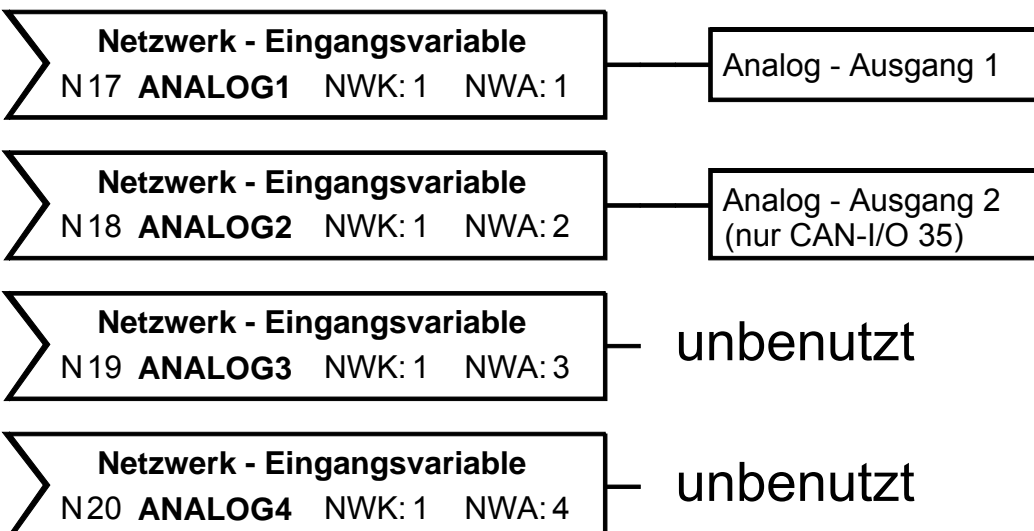 Netzwerk - Eingangsvariable
N17 ANALOG1 NWK: 1 NWA: 1
Analog - Ausgang 1
Netzwerk - Eingangsvariable
N18 ANALOG2 NWK: 1 NWA: 2
Analog - Ausgang 2
(nur CAN-I/O 35)
Netzwerk - Eingangsvariable
N19 ANALOG3 NWK: 1 NWA: 3
unbenutzt
Netzwerk - Eingangsvariable
N20 ANALOG4 NWK: 1 NWA: 4
unbenutzt